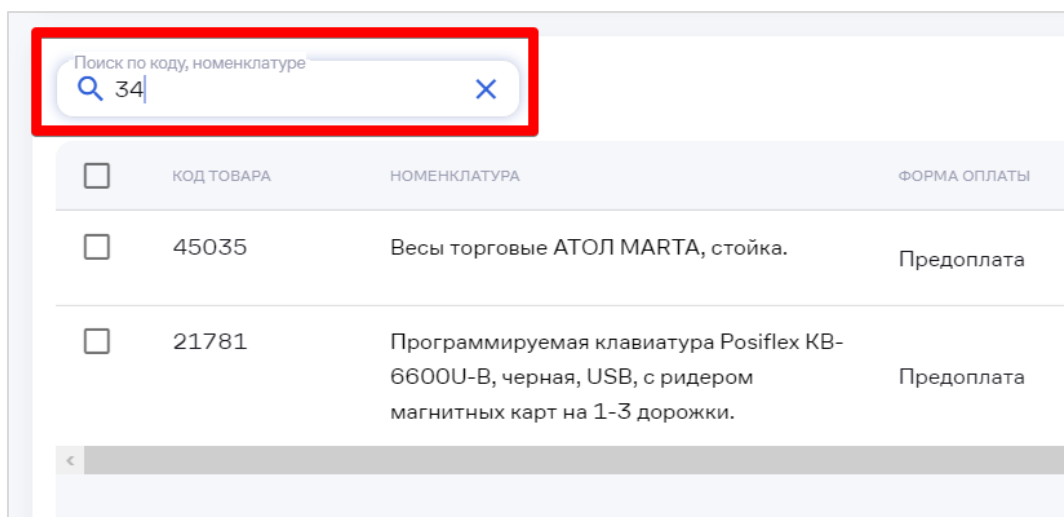 Поиск по коду, номенклатуре
34
КОД ТОВАРА НОМЕНКЛАТУРА ФОРМА ОПЛАТЫ
45035 Весы торговые АТОЛ MARTA, стойка. Предоплата
21781 Программируемая клавиатура Posiflex KB-
6600U-B, черная, USB, с ридером Предоплата
магнитных карт на 1-3 дорожки.